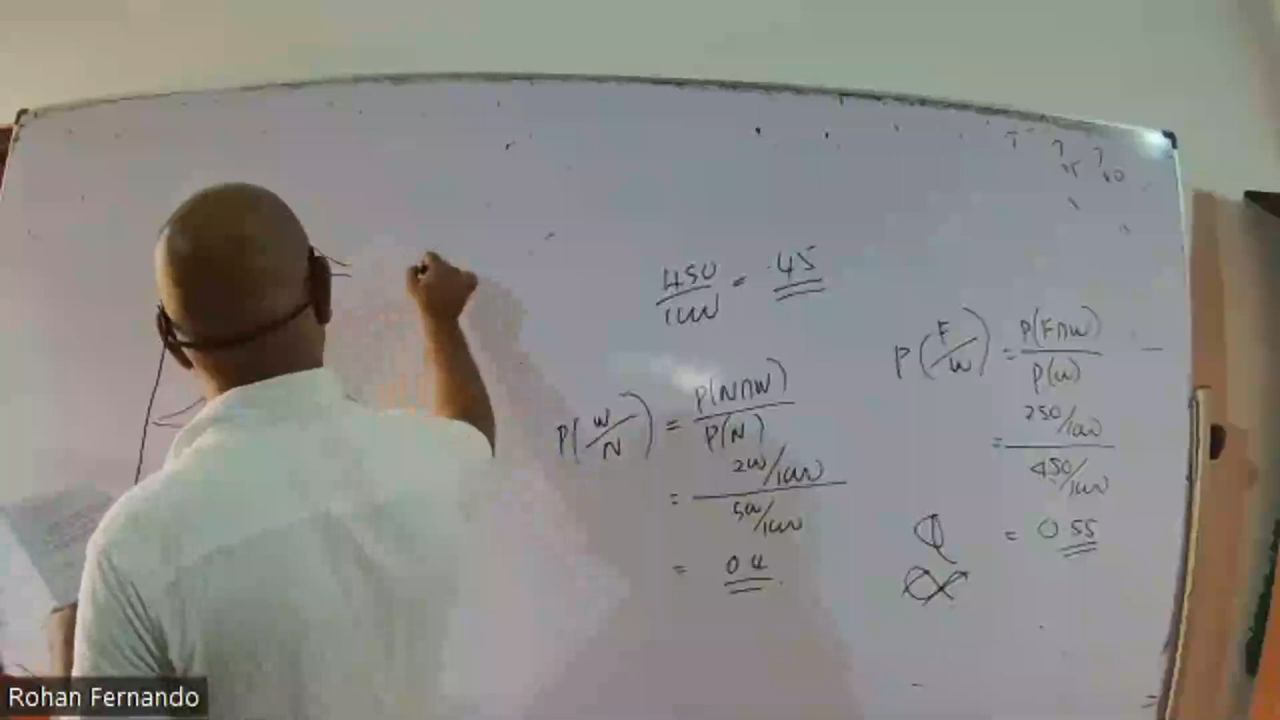 450/1000 = .45
P(W/N) = P(N∩W)/P(N)
= 200/1000 / 500/1000
= 0.4
P(F/W) = P(F∩W)/P(W)
= 250/1000 / 450/1000
= 0.55
Rohan Fernando